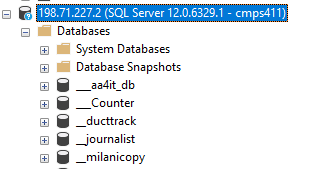 198.71.227.2 (SQL Server 12.0.6329.1 - cmps411)
Databases
System Databases
Database Snapshots
___aa4it_db
___Counter
__ducttrack
__journalist
__milanicopy